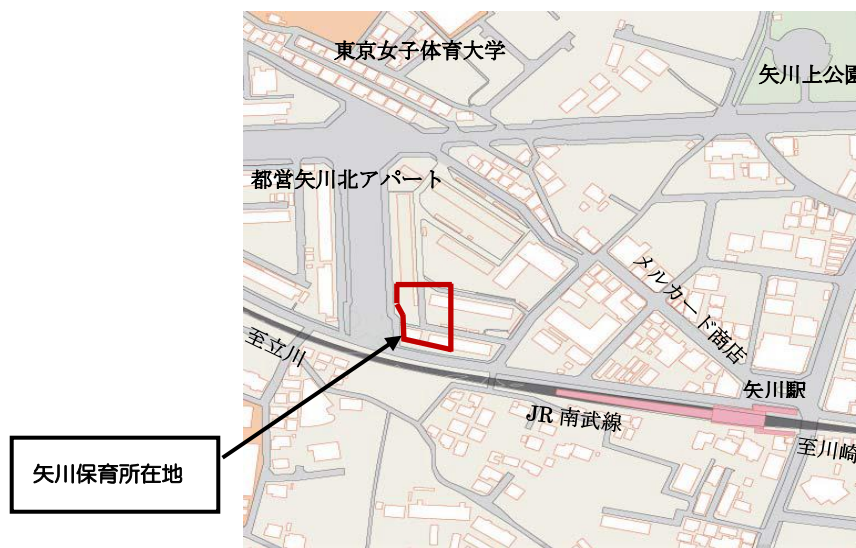 東京女子体育大学
矢川上公園
都営矢川北アパート
メルカード商店
至立川
矢川駅
JR 南武線
至川崎
矢川保育所在地